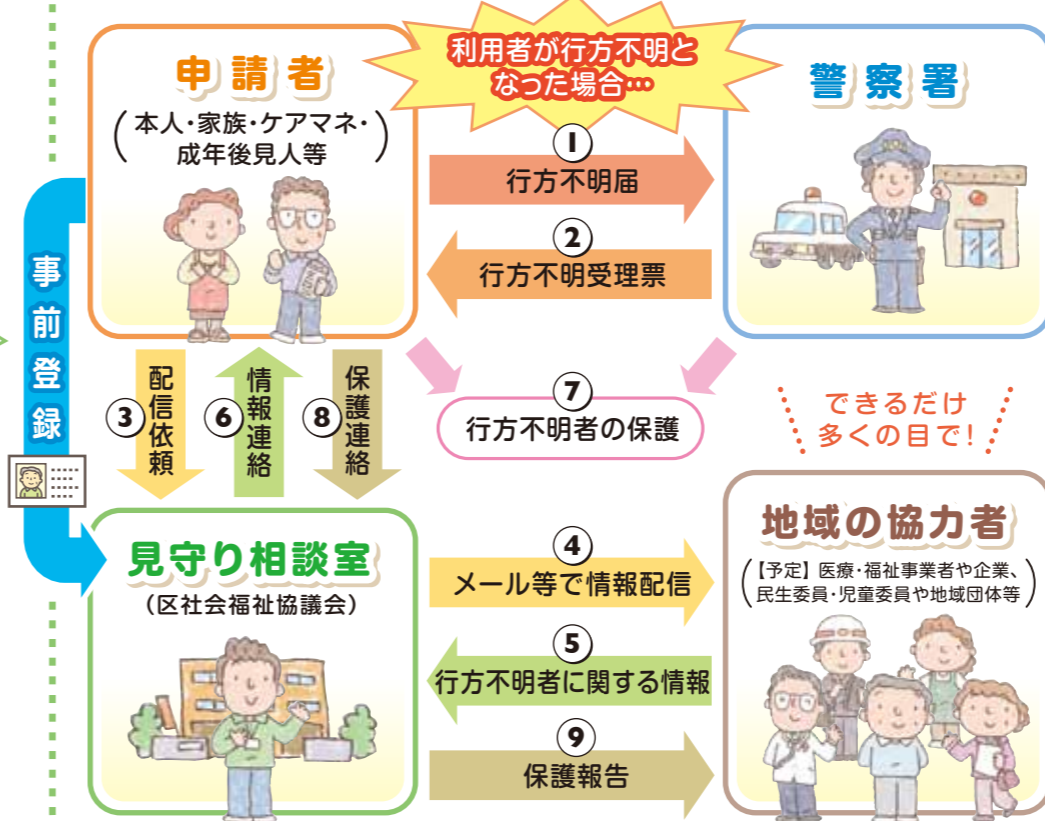 利用者が行方不明と
なった場合…
申請者
(本人・家族・ケアマネ・
成年後見人等)
警察署
①
行方不明届
②
行方不明受理票
事前登録
③
配信依頼
⑥
情報連絡
⑧
保護連絡
⑦
行方不明者の保護
できるだけ
多くの目で!
見守り相談室
(区社会福祉協議会)
④
メール等で情報配信
⑤
行方不明者に関する情報
⑨
保護報告
地域の協力者
(【予定】医療・福祉事業者や企業、
民生委員・児童委員や地域団体等)